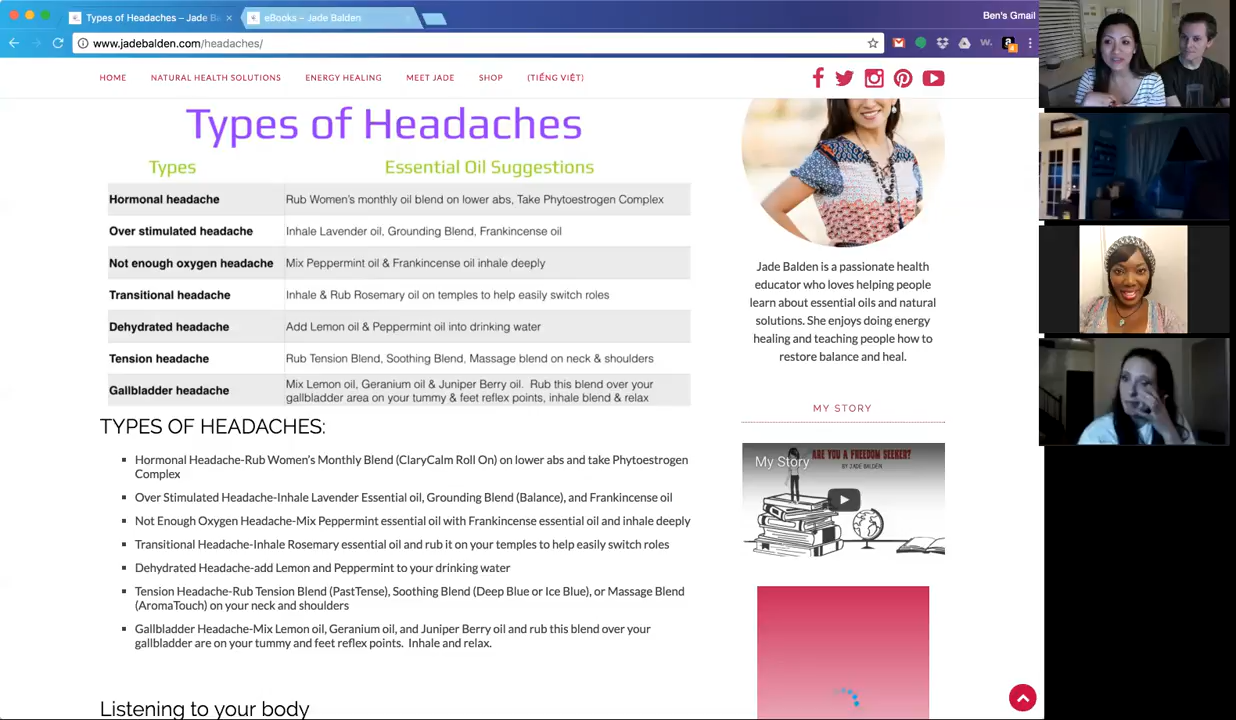 Types of Headaches – Jade Ba
eBooks – Jade Balden
Ben's Gmail
www.jadebalden.com/headaches/
HOME NATURAL HEALTH SOLUTIONS ENERGY HEALING MEET JADE SHOP (TIẾNG VIỆT)
Types of Headaches
Types Essential Oil Suggestions
Hormonal headache Rub Women's monthly oil blend on lower abs, Take Phytoestrogen Complex
Over stimulated headache Inhale Lavender oil, Grounding Blend, Frankincense oil
Not enough oxygen headache Mix Peppermint oil & Frankincense oil inhale deeply
Transitional headache Inhale & Rub Rosemary oil on temples to help easily switch roles
Dehydrated headache Add Lemon oil & Peppermint oil into drinking water
Tension headache Rub Tension Blend, Soothing Blend, Massage blend on neck & shoulders
Gallbladder headache Mix Lemon oil, Geranium oil & Juniper Berry oil. Rub this blend over your
gallbladder area on your tummy & feet reflex points, inhale blend & relax
TYPES OF HEADACHES:
Hormonal Headache-Rub Women's Monthly Blend (ClaryCalm Roll On) on lower abs and take Phytoestrogen
Complex
Over Stimulated Headache-Inhale Lavender Essential oil, Grounding Blend (Balance), and Frankincense oil
Not Enough Oxygen Headache-Mix Peppermint essential oil with Frankincense essential oil and inhale deeply
Transitional Headache-Inhale Rosemary essential oil and rub it on your temples to help easily switch roles
Dehydrated Headache-add Lemon and Peppermint to your drinking water
Tension Headache-Rub Tension Blend (PastTense), Soothing Blend (Deep Blue or Ice Blue), or Massage Blend
(AromaTouch) on your neck and shoulders
Gallbladder Headache-Mix Lemon oil, Geranium oil, and Juniper Berry oil and rub this blend over your
gallbladder are on your tummy and feet reflex points. Inhale and relax.
Listening to your body
Jade Balden is a passionate health
educator who loves helping people
learn about essential oils and natural
solutions. She enjoys doing energy
healing and teaching people how to
restore balance and heal.
MY STORY
My Story
ARE YOU A FREEDOM SEEKER?
BY JADE BALDEN